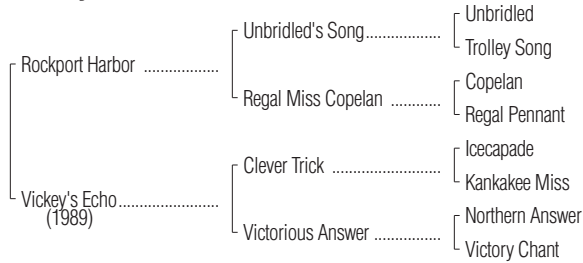 Unbridled
Unbridled's Song..................
Trolley Song
Rockport Harbor ...................
Copelan
Regal Miss Copelan ............
Regal Pennant
Icecapade
Clever Trick ..........................
Kankakee Miss
Vickey's Echo.........................
(1989)
Northern Answer
Victorious Answer ................
Victory Chant